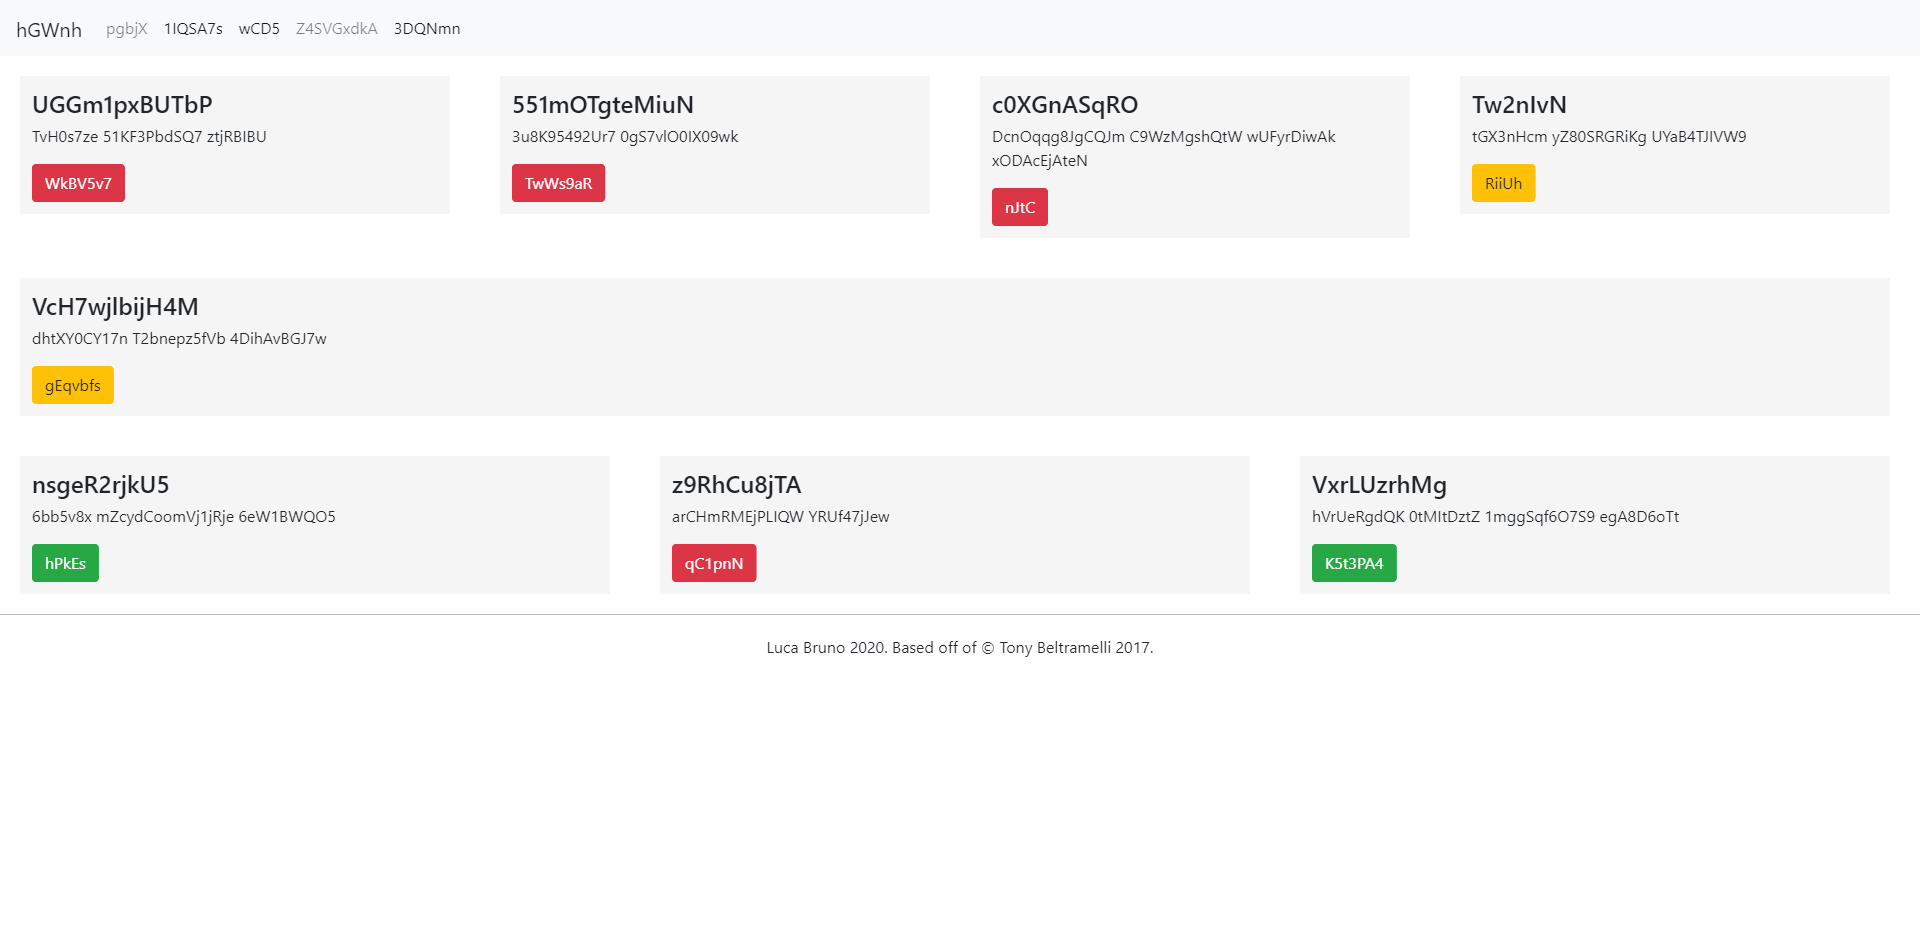 hGWnh pgbjX 1IQSA7s wCD5 Z4SVGxdkA 3DQNmn
UGGm1pxBUTbP
TvH0s7ze 51KF3PbdSQ7 ztjRBIBU
WkBV5v7
551mOTgteMiuN
3u8K95492Ur7 0gS7vlO0IX09wk
TwWs9aR
c0XGnASqRO
DcnOqqg8JgCQJm C9WzMgshQtW wUFyrDiwAk
xODAcEjAteN
nJtC
Tw2nIvN
tGX3nHcm yZ80SRGRiKg UYaB4TJIVW9
RiiUh
VcH7wjlbijH4M
dhtXY0CY17n T2bnepz5fVb 4DihAvBGJ7w
gEqvbfs
nsgeR2rjkU5
6bb5v8x mZcydCoomVj1jRje 6eW1BWQO5
hPkEs
z9RhCu8jTA
arCHmRMEjPLIQW YRUf47jJew
qC1pnN
VxrLUzrhMg
hVrUeRgdQK 0tMItDztZ 1mggSqf6O7S9 egA8D6oTt
K5t3PA4
Luca Bruno 2020. Based off of © Tony Beltramelli 2017.